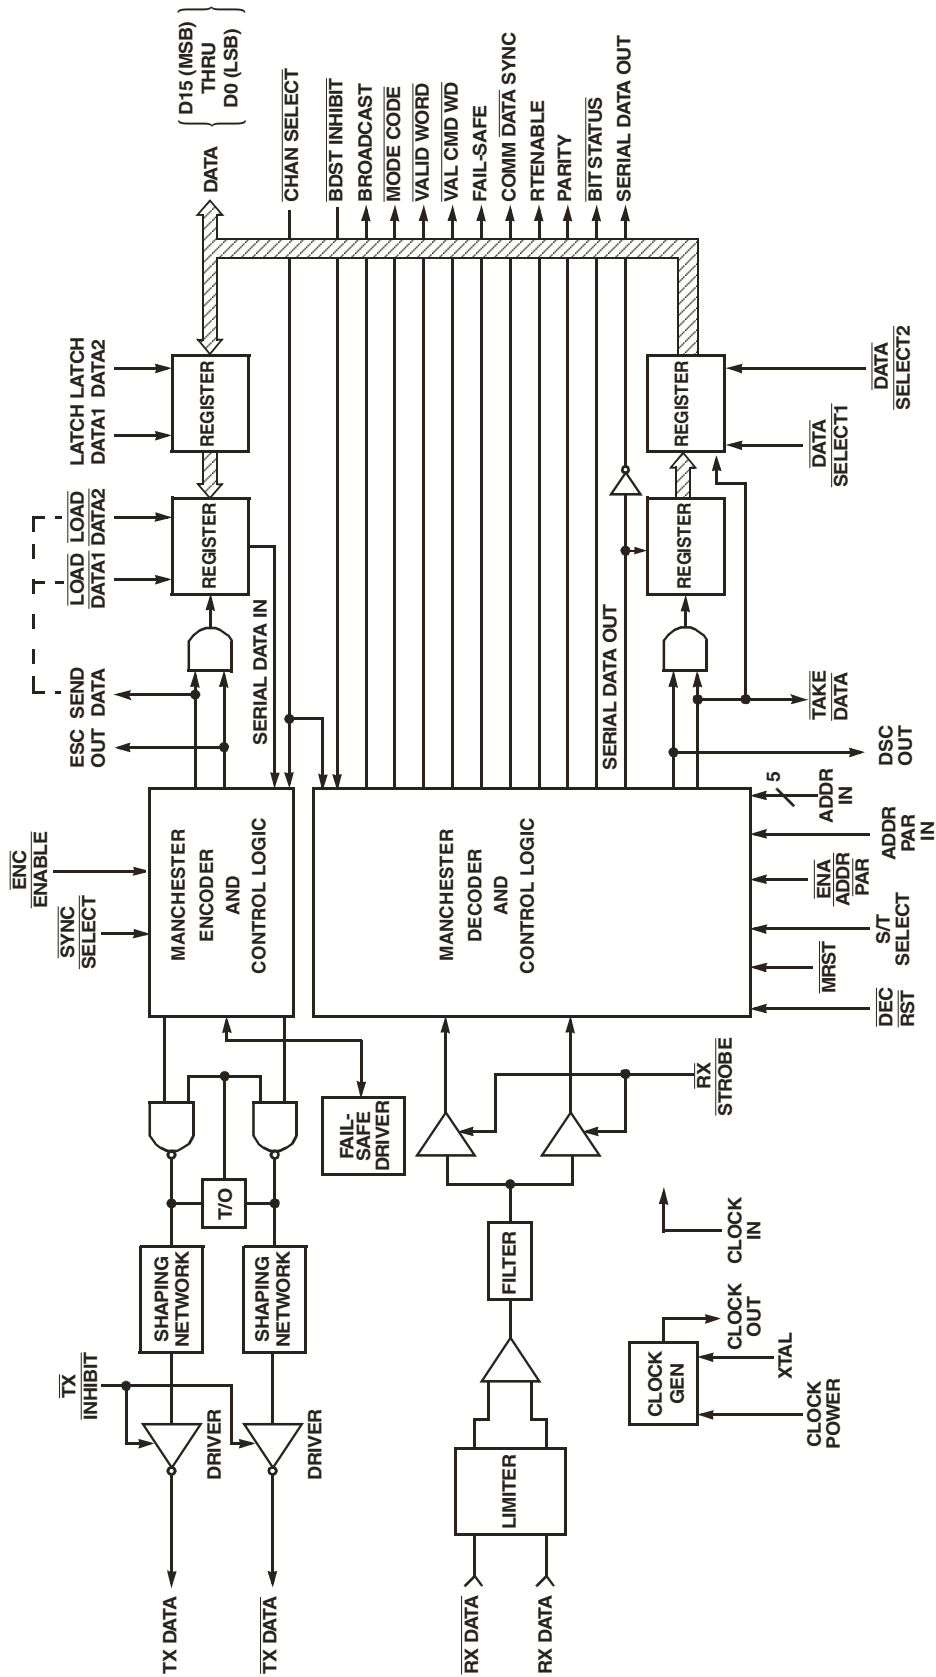 D15 (MSB)
THRU
D0 (LSB)
DATA
CHAN SELECT
BDST INHIBIT
BROADCAST
MODE CODE
VALID WORD
VAL CMD WD
FAIL-SAFE
COMM DATA SYNC
RTENABLE
PARITY
BIT STATUS
SERIAL DATA OUT
LATCH
DATA1
LATCH
DATA2
REGISTER
REGISTER
DATA
SELECT2
DATA
SELECT1
LOAD
DATA1
LOAD
DATA2
REGISTER
REGISTER
SEND
DATA
ESC
OUT
SERIAL DATA IN
SERIAL DATA OUT
TAKE
DATA
DSC
OUT
ENC
ENABLE
SYNC
SELECT
MANCHESTER
ENCODER
AND
CONTROL LOGIC
MANCHESTER
DECODER
AND
CONTROL LOGIC
5
ADDR
IN
ADDR
PAR IN
ENA
ADDR
PAR
S/T
SELECT
MRST
DEC
RST
T/O
FAIL-
SAFE
DRIVER
RX
STROBE
SHAPING
NETWORK
SHAPING
NETWORK
FILTER
CLOCK
IN
TX
INHIBIT
DRIVER
DRIVER
LIMITER
CLOCK
GEN
CLOCK
OUT
XTAL
CLOCK
POWER
TX DATA
TX DATA
RX DATA
RX DATA